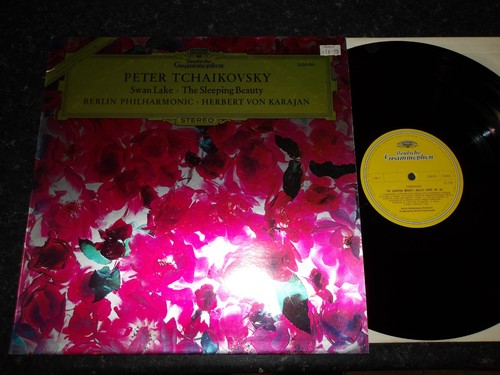 Deutsche
Grammophon
PETER TCHAIKOVSKY
Swan Lake · The Sleeping Beauty
BERLIN PHILHARMONIC · HERBERT VON KARAJAN
STEREO
Deutsche
Grammophon